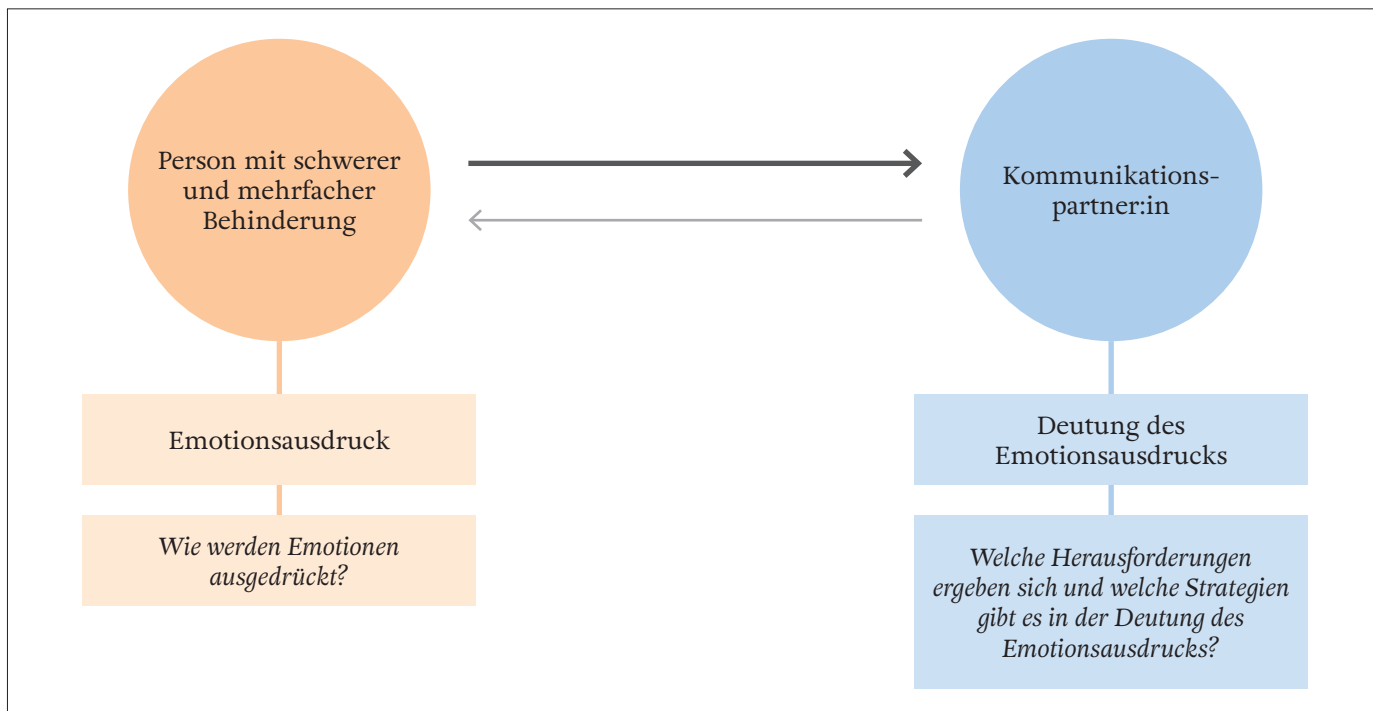 Person mit schwerer
und mehrfacher
Behinderung
Kommunikations-
partner:in
Emotionsausdruck
Deutung des
Emotionsausdrucks
Wie werden Emotionen
ausgedrückt?
Welche Herausforderungen
ergeben sich und welche Strategien
gibt es in der Deutung des
Emotionsausdrucks?